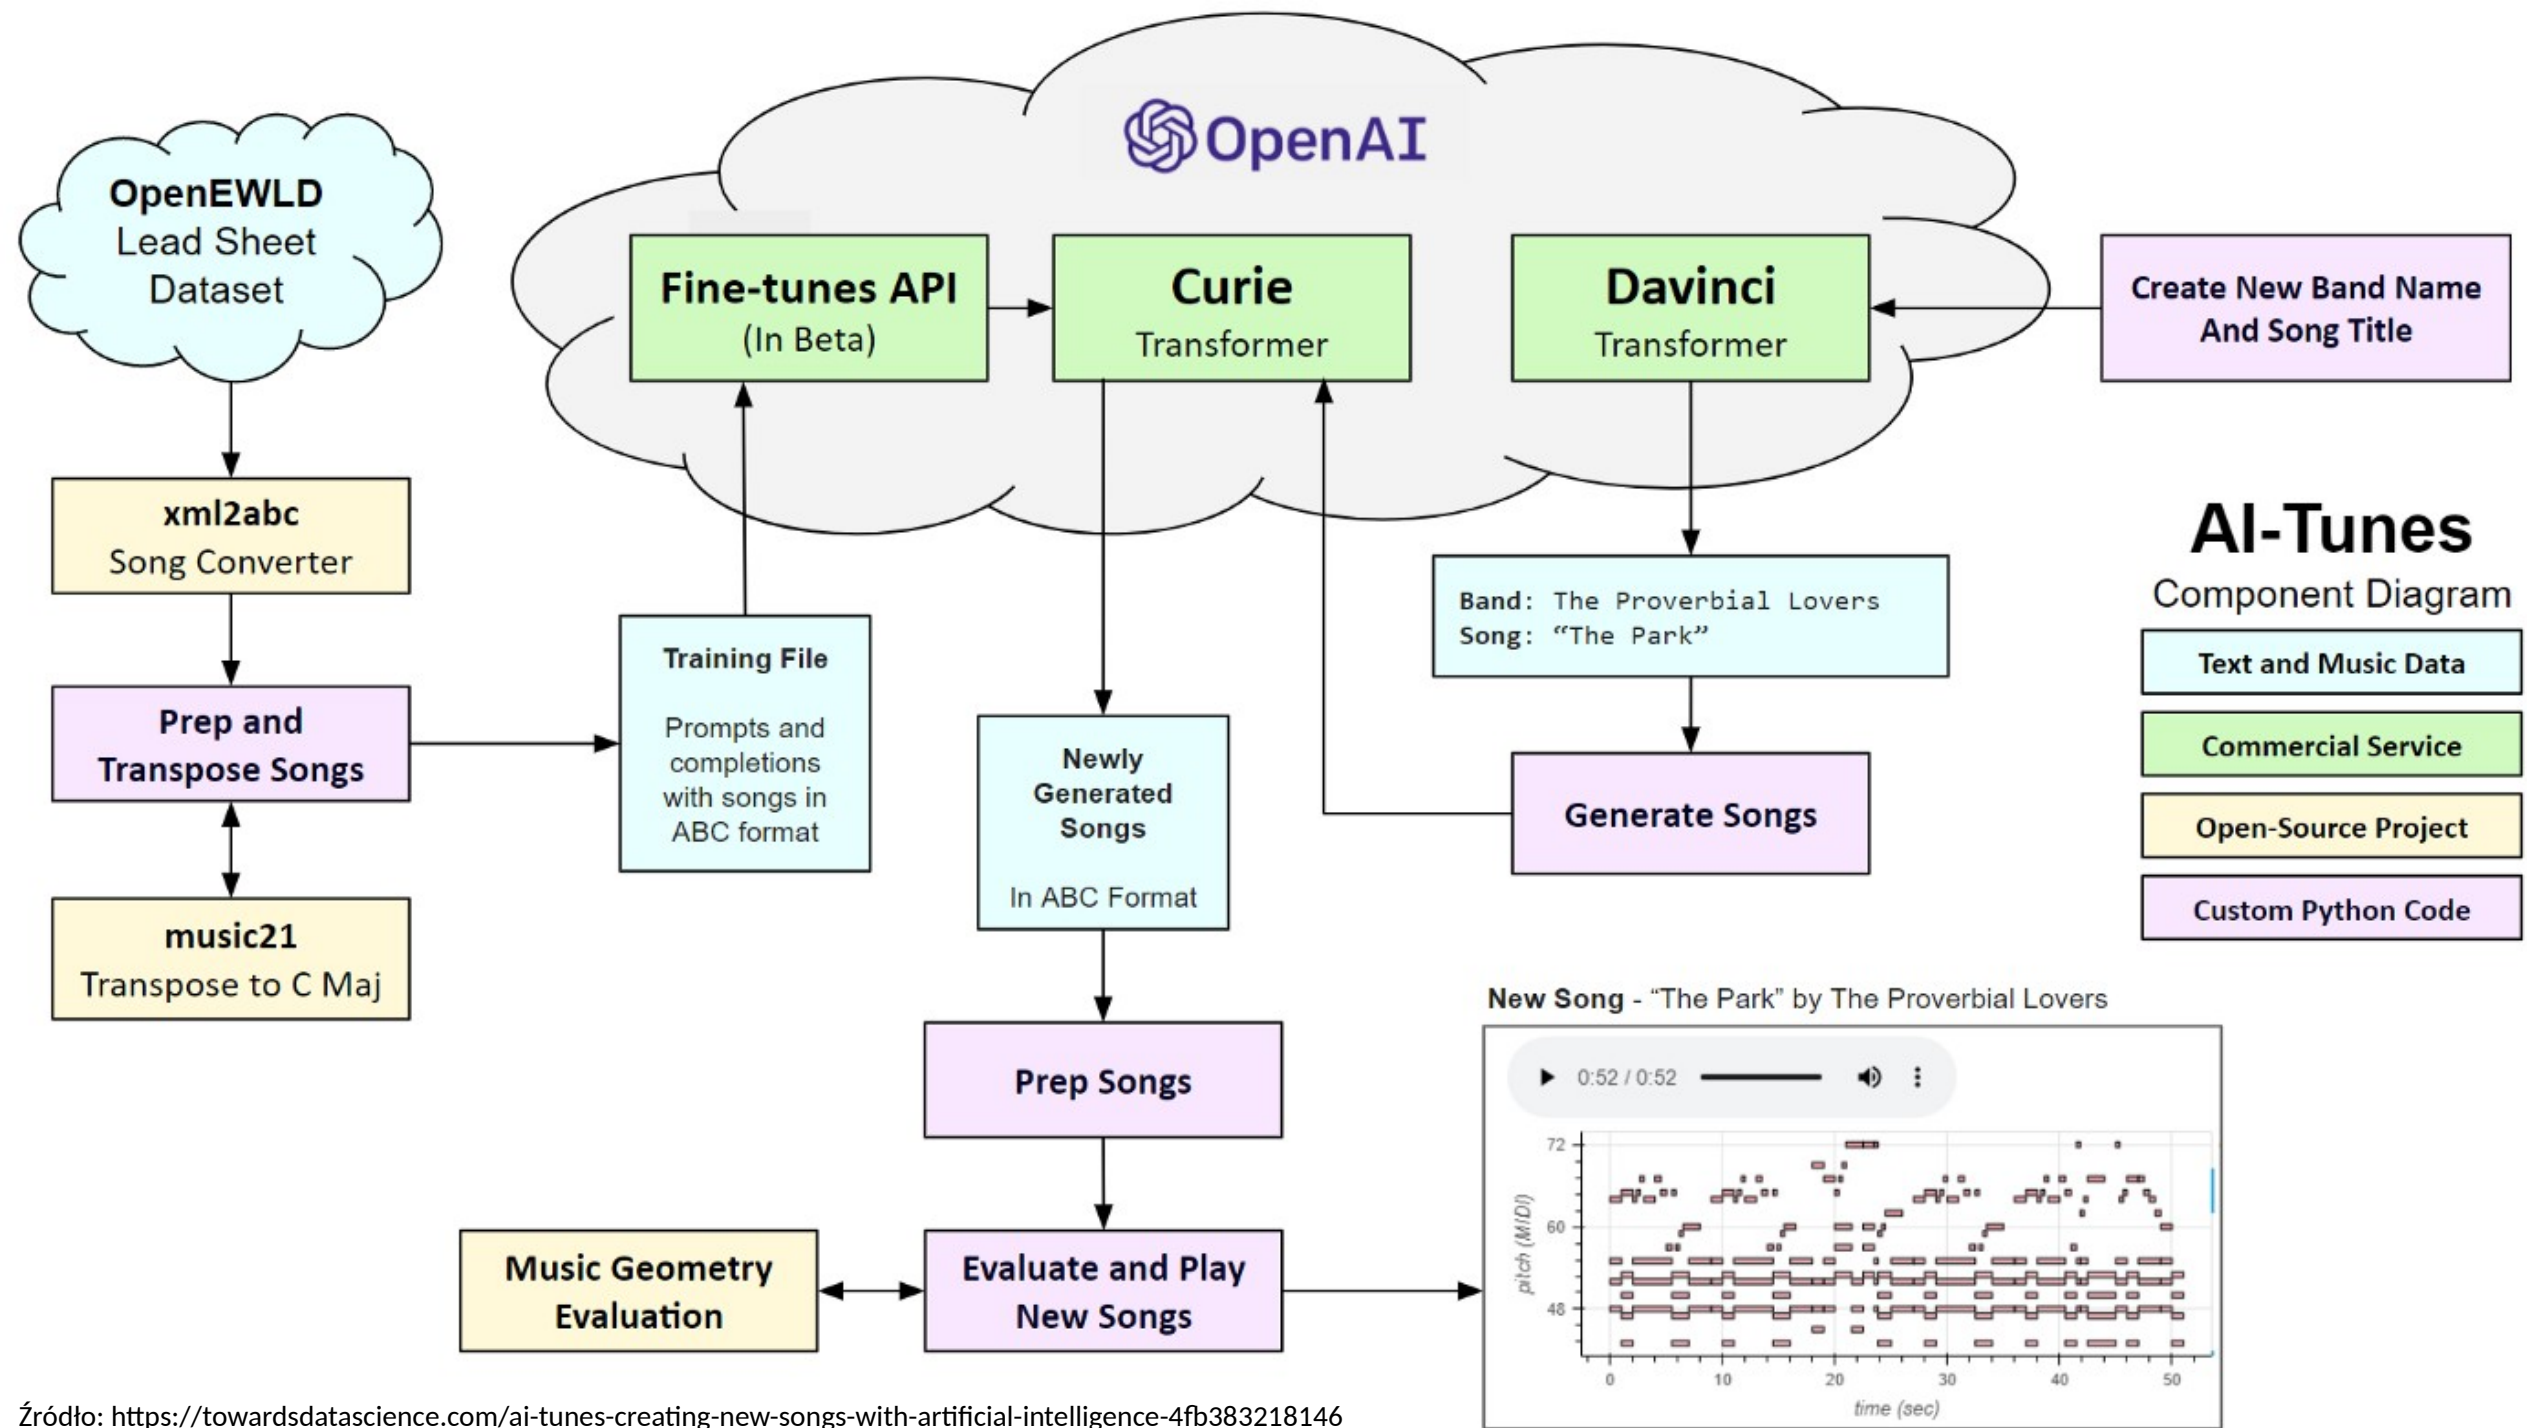 OpenAI
OpenEWLD
Lead Sheet
Dataset
Fine-tunes API
(In Beta)
Curie
Transformer
Davinci
Transformer
Create New Band Name
And Song Title
xml2abc
Song Converter
Prep and
Transpose Songs
music21
Transpose to C Maj
Training File
Prompts and
completions
with songs in
ABC format
Newly
Generated
Songs
In ABC Format
Band: The Proverbial Lovers
Song: “The Park”
Generate Songs
AI-Tunes
Component Diagram
Text and Music Data
Commercial Service
Open-Source Project
Custom Python Code
Prep Songs
Music Geometry
Evaluation
Evaluate and Play
New Songs
New Song - “The Park” by The Proverbial Lovers
0:52 / 0:52
72
60
48
pitch (MIDI)
0 10 20 30 40 50
time (sec)
Źródło: https://towardsdatascience.com/ai-tunes-creating-new-songs-with-artificial-intelligence-4fb383218146